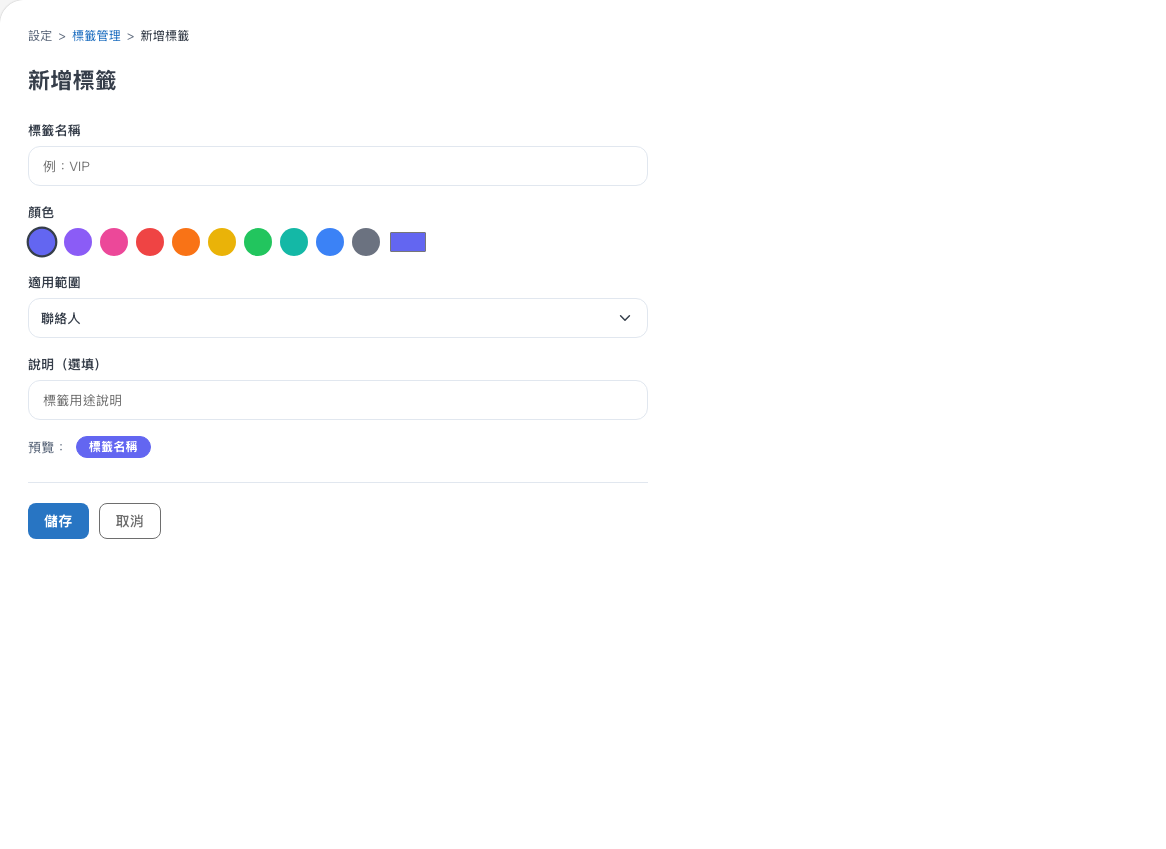 設定 > 標籤管理 > 新增標籤
新增標籤
標籤名稱
例：VIP
顏色
適用範圍
聯絡人
說明（選填）
標籤用途說明
預覽： 標籤名稱
儲存 取消